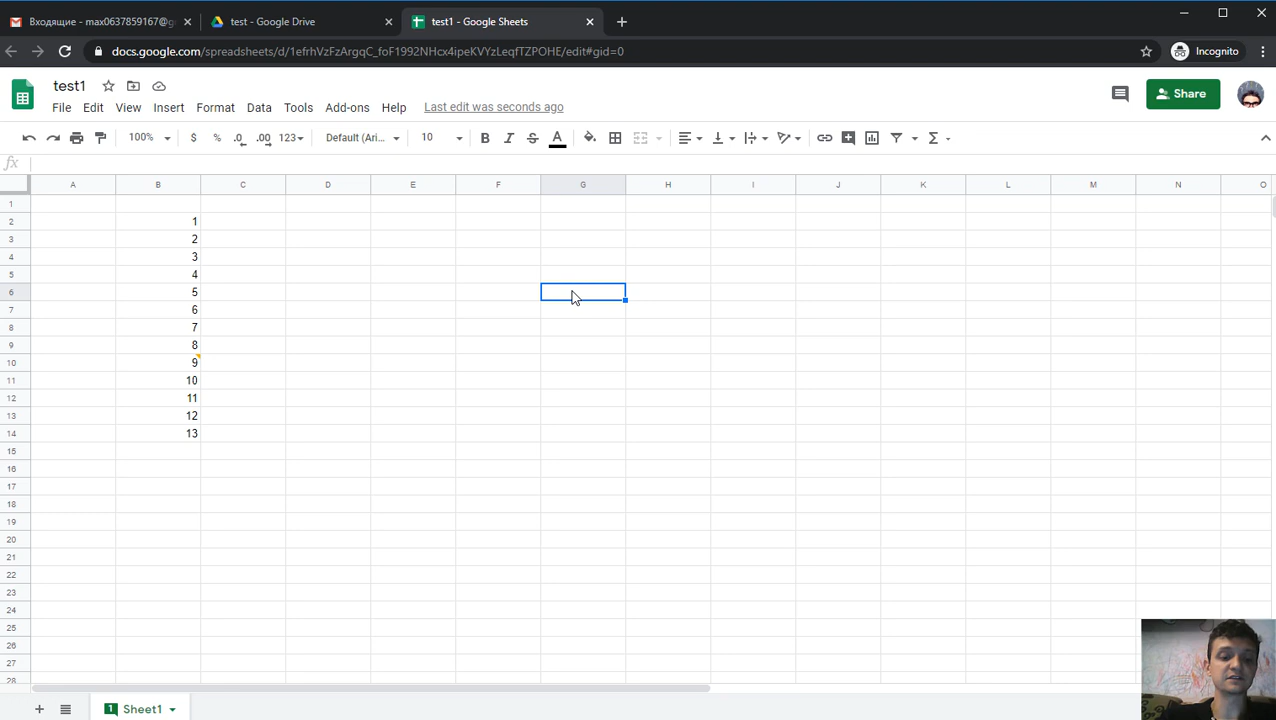 Входящие - max0637859167@g
test - Google Drive
test1 - Google Sheets
docs.google.com/spreadsheets/d/1efrhVzFzArgqC_foF1992NHcx4ipeKVYzLeqfTZPOHE/edit#gid=0
Incognito
test1
File Edit View Insert Format Data Tools Add-ons Help Last edit was seconds ago
Share
100% $ % .0 .00 123 Default (Ari... 10 B I S A Σ
fx
A B C D E F G H I J K L M N O
1
2 1
3 2
4 3
5 4
6 5
7 6
8 7
9 8
10 9
11 10
12 11
13 12
14 13
15
16
17
18
19
20
21
22
23
24
25
26
27
28
+ 1 Sheet1